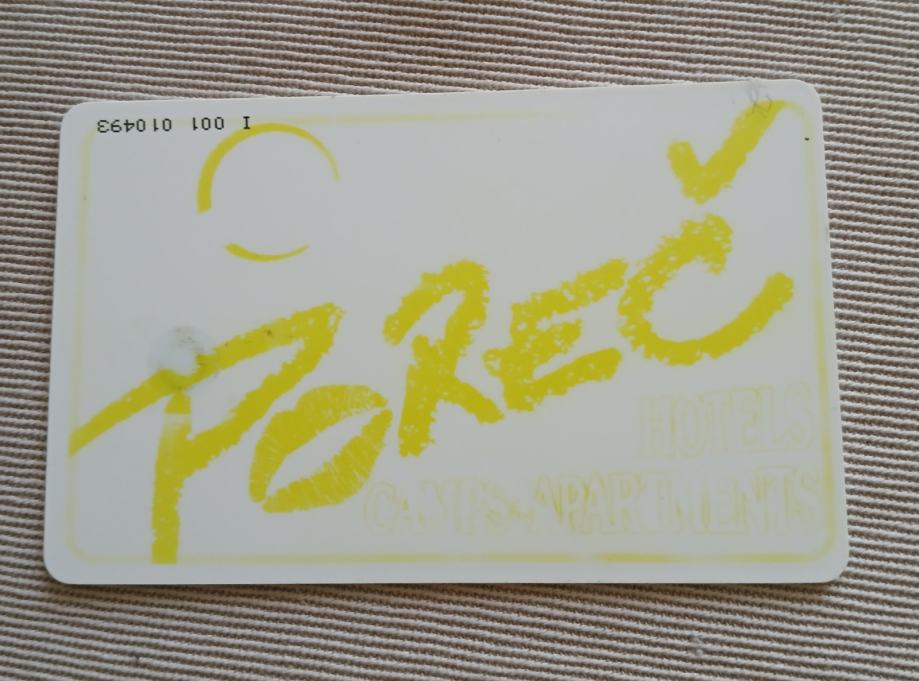 I 001 010493
POREČ
HOTELS
CAMPS-APARTMENTS